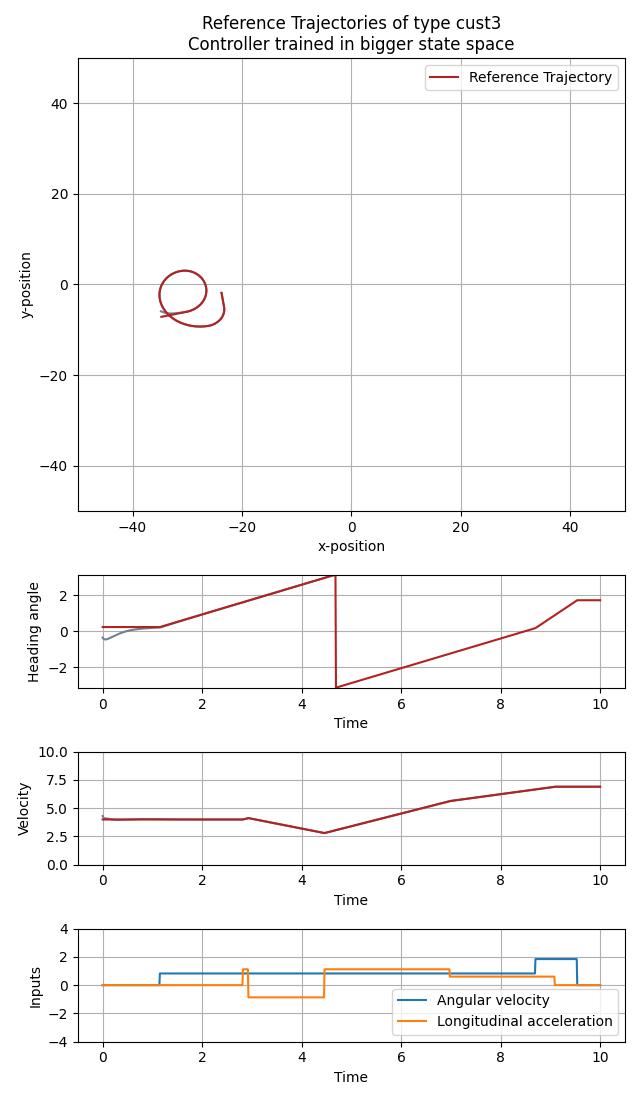 Reference Trajectories of type cust3
Controller trained in bigger state space
Reference Trajectory
40
20
0
−20
−40
y-position
−40 −20 0 20 40
x-position
2
0
−2
Heading angle
0 2 4 6 8 10
Time
10.0
7.5
5.0
2.5
0.0
Velocity
0 2 4 6 8 10
Time
4
2
0
−2
−4
Inputs
Angular velocity
Longitudinal acceleration
0 2 4 6 8 10
Time